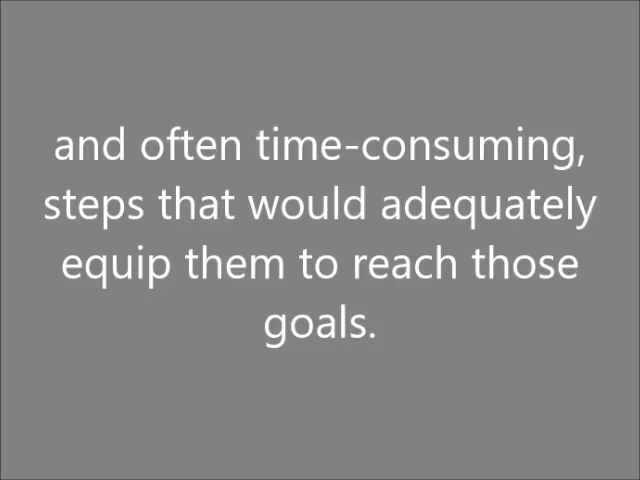 and often time-consuming,
steps that would adequately
equip them to reach those
goals.